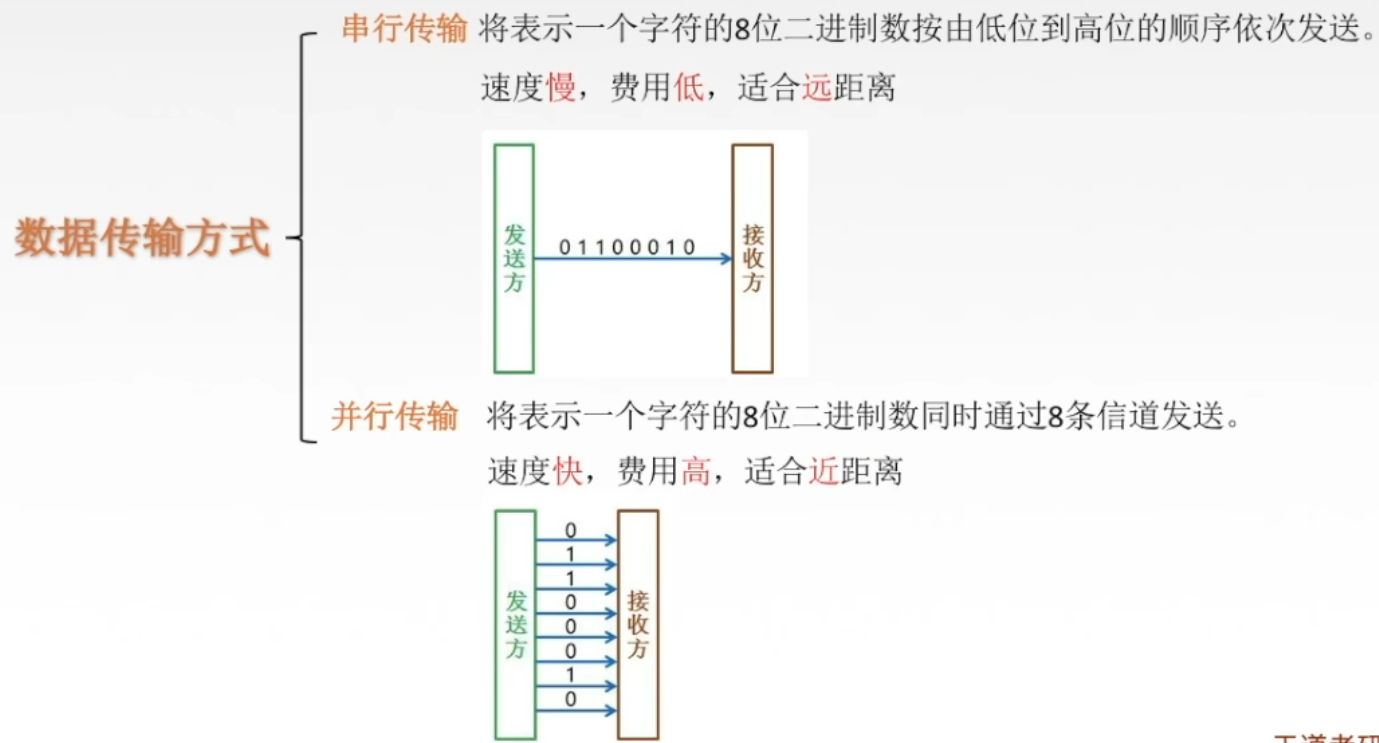 串行传输 将表示一个字符的8位二进制数按由低位到高位的顺序依次发送。
速度慢，费用低，适合远距离
发送方
01100010
接收方
数据传输方式
并行传输 将表示一个字符的8位二进制数同时通过8条信道发送。
速度快，费用高，适合近距离
发送方
0
1
1
0
0
0
1
0
接收方